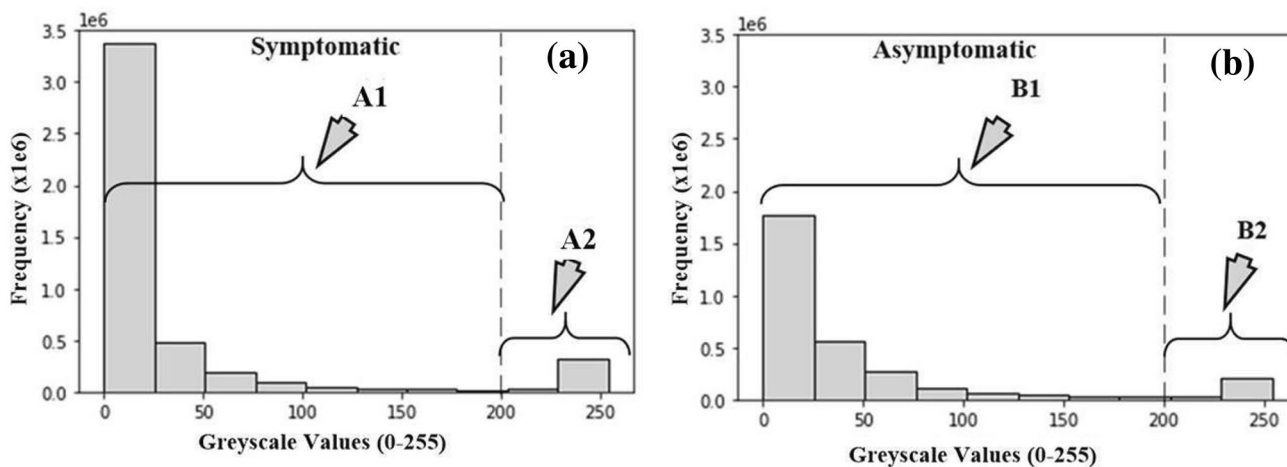 1e6
Symptomatic
(a)
A1
A2
3.5
3.0
2.5
2.0
1.5
1.0
0.5
0.0
Frequency (x1e6)
0 50 100 150 200 250
Greyscale Values (0-255)
1e6
Asymptomatic
(b)
B1
B2
3.5
3.0
2.5
2.0
1.5
1.0
0.5
0.0
Frequency (x1e6)
0 50 100 150 200 250
Greyscale Values (0-255)